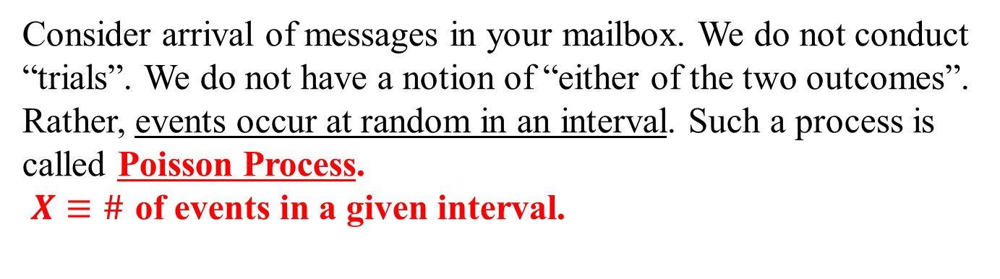 Consider arrival of messages in your mailbox. We do not conduct
“trials”. We do not have a notion of “either of the two outcomes”.
Rather, events occur at random in an interval. Such a process is
called Poisson Process.
X ≡ # of events in a given interval.